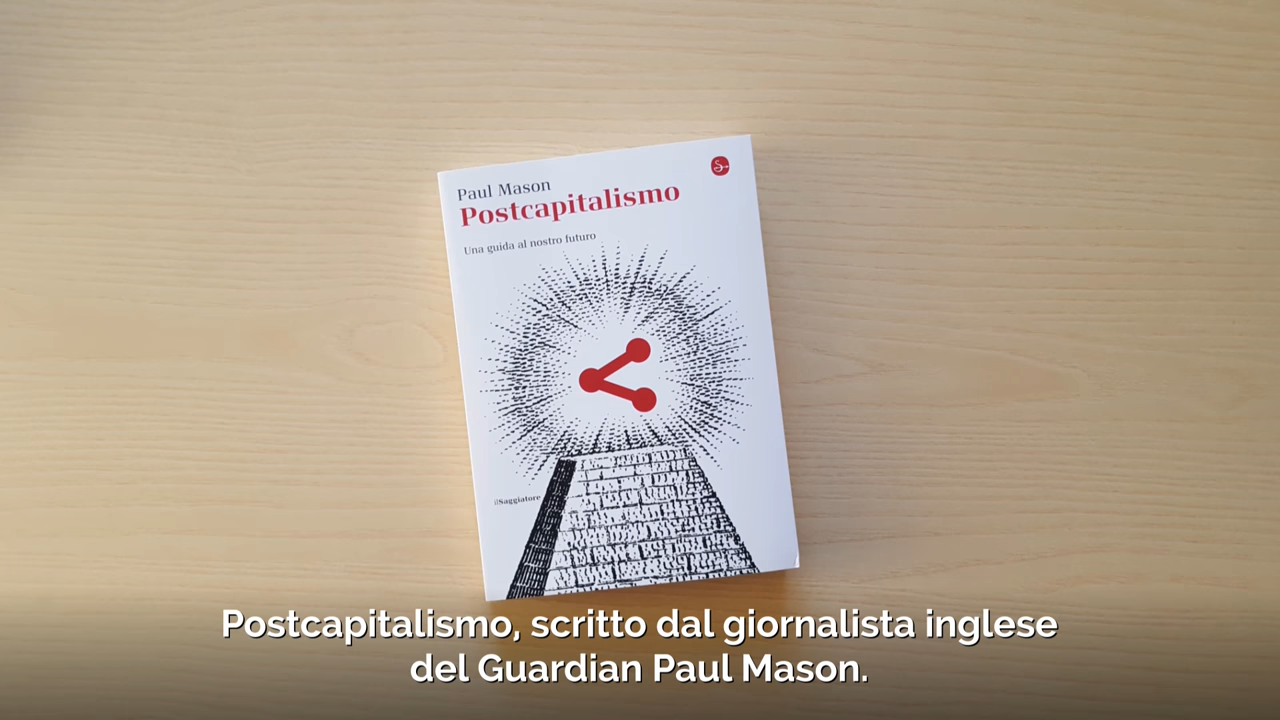 Paul Mason
Postcapitalismo
Una guida al nostro futuro
ilSaggiatore
Postcapitalismo, scritto dal giornalista inglese
del Guardian Paul Mason.